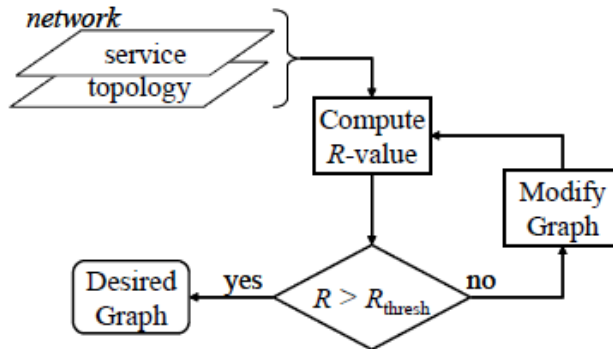 network
service
topology
Compute
R-value
Modify
Graph
Desired
Graph
yes
R > Rthresh
no